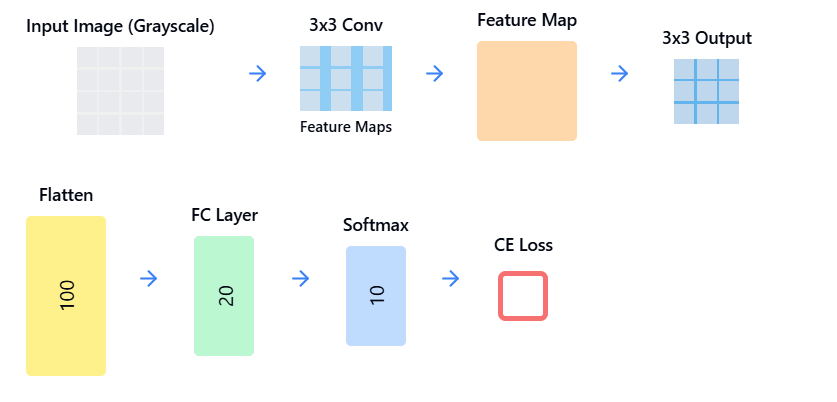 Input Image (Grayscale)
3x3 Conv
Feature Maps
Feature Map
3x3 Output
Flatten
100
FC Layer
20
Softmax
10
CE Loss